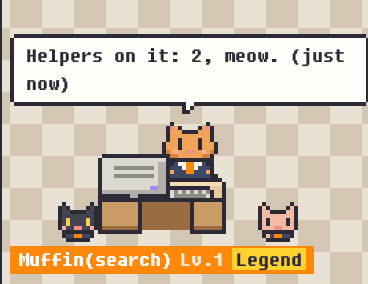 Helpers on it: 2, meow. (just
now)
Muffin(search) Lv.1 Legend